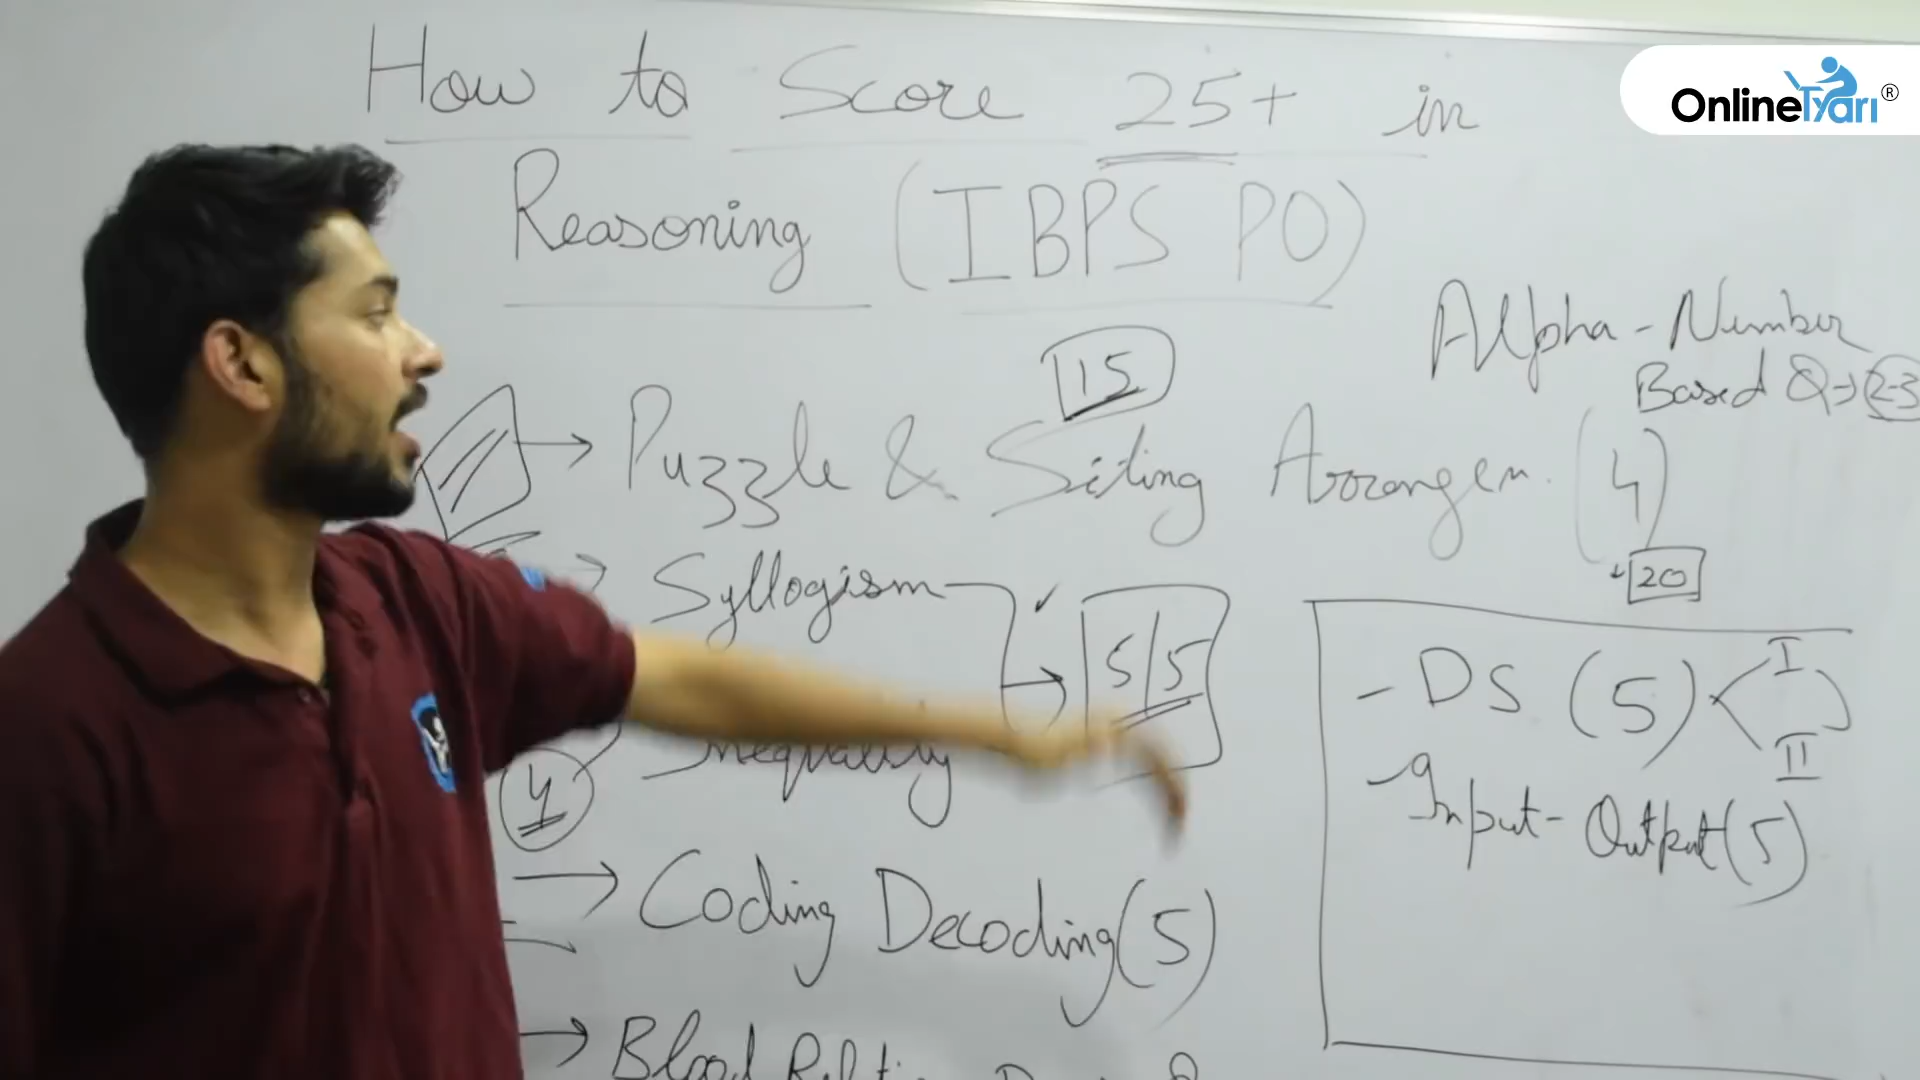 How to Score 25+ in
Reasoning (IBPS PO)
OnlineTyari ®
Alpha-Number
Based Q→ 2-3
15
→ Puzzle & Sitting Arrangem. (4)
20
→ Syllogism ✓
5/5
Inequality
4
→ Coding Decoding (5)
→ Blood
- DS (5) I
II
- Input-Output (5)